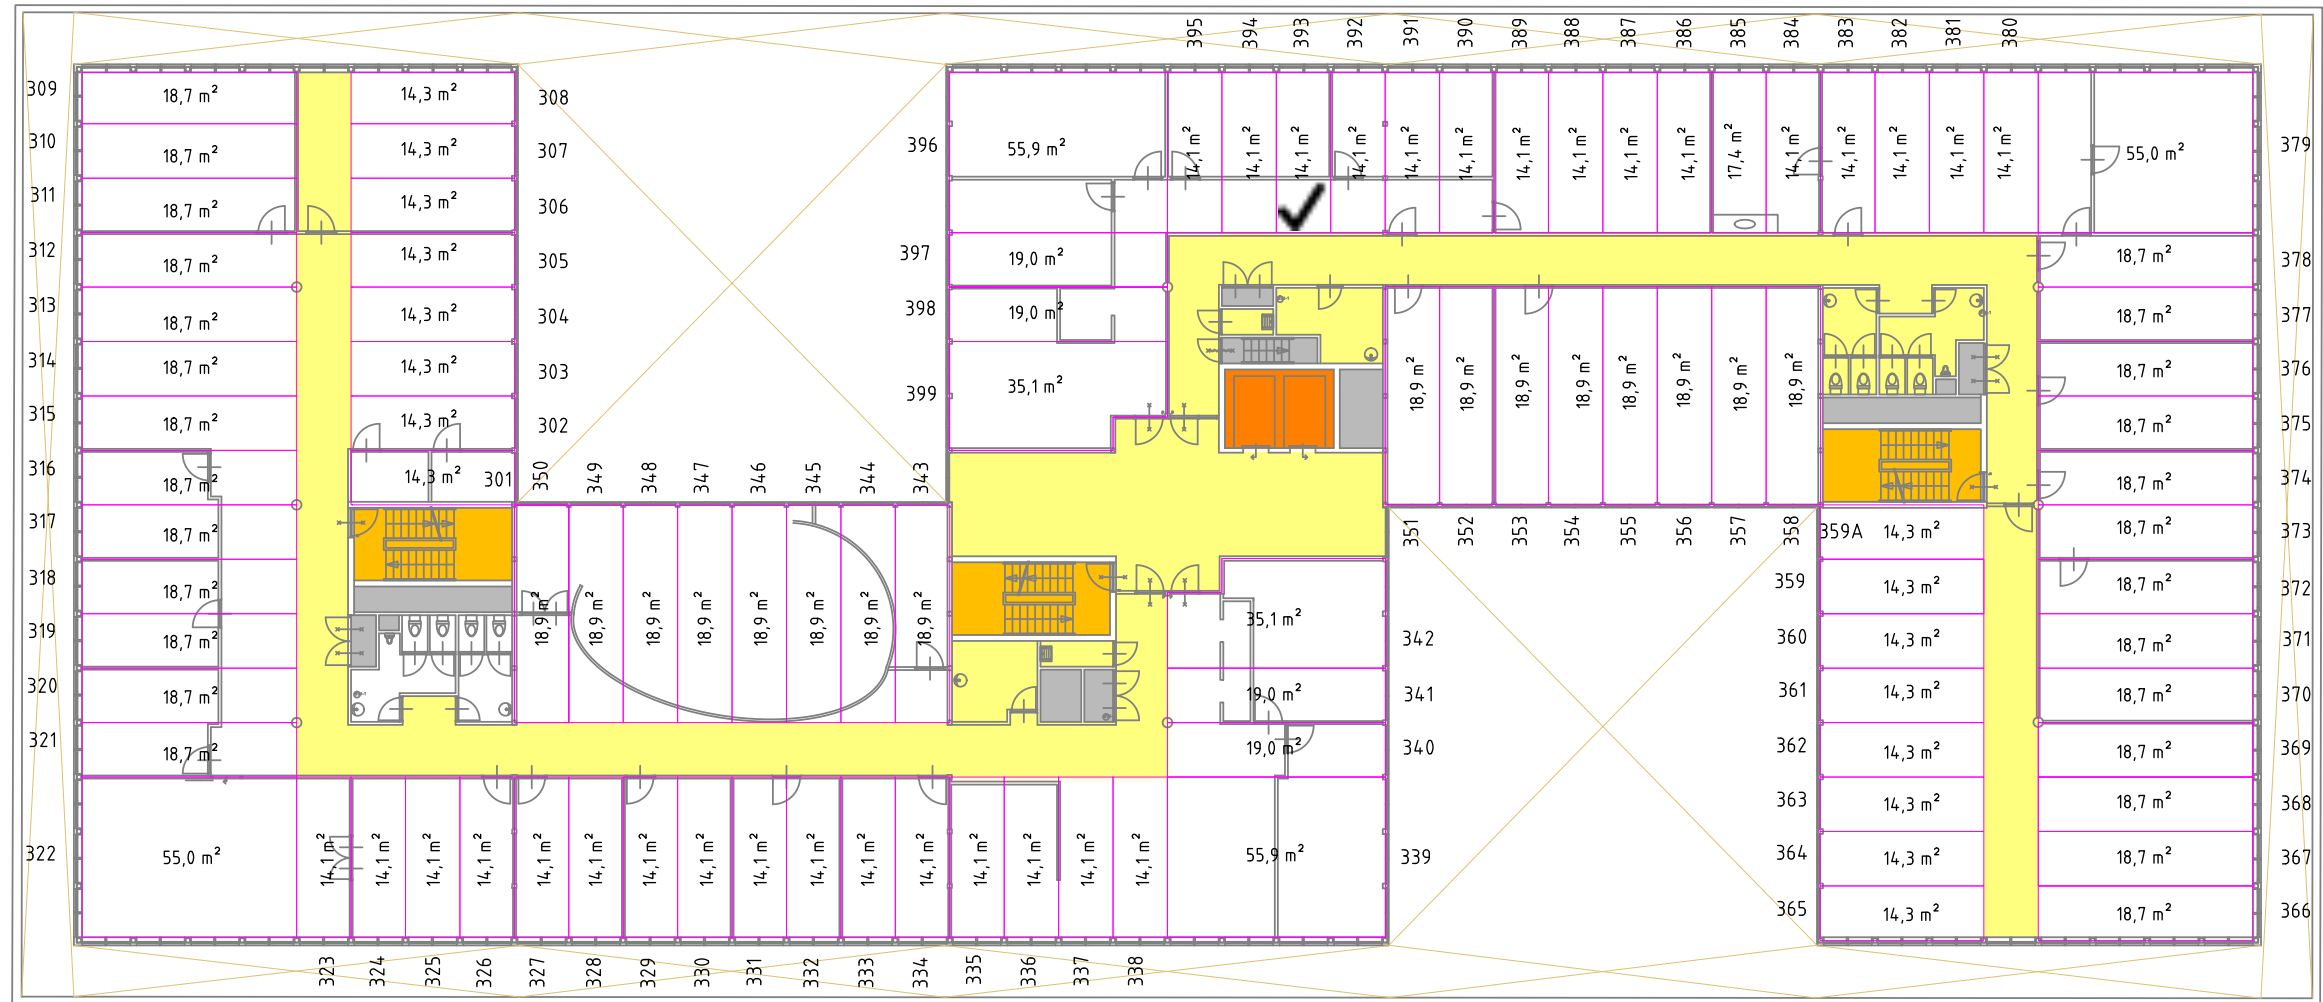 395 394 393 392 391 390 389 388 387 386 385 384 383 382 381 380
309 18,7 m² 14,3 m² 308
310 18,7 m² 14,3 m² 307
311 18,7 m² 14,3 m² 306
312 18,7 m² 14,3 m² 305
313 18,7 m² 14,3 m² 304
314 18,7 m² 14,3 m² 303
315 18,7 m² 14,3 m² 302
316 18,7 m² 14,3 m² 301
317 18,7 m²
318 18,7 m²
319 18,7 m²
320 18,7 m²
321 18,7 m²
322 55,0 m²
350 349 348 347 346 345 344 343
18,9 m² 18,9 m² 18,9 m² 18,9 m² 18,9 m² 18,9 m² 18,9 m² 18,9 m²
396 55,9 m²
397 19,0 m²
398 19,0 m²
399 35,1 m²
14,1 m² 14,1 m² 14,1 m² 14,1 m² 14,1 m² 14,1 m² 14,1 m² 14,1 m² 14,1 m² 14,1 m² 17,4 m² 14,1 m² 14,1 m² 14,1 m² 14,1 m² 14,1 m²
55,0 m² 379
18,9 m² 18,9 m² 18,9 m² 18,9 m² 18,9 m² 18,9 m² 18,9 m² 18,9 m²
351 352 353 354 355 356 357 358
18,7 m² 378
18,7 m² 377
18,7 m² 376
18,7 m² 375
18,7 m² 374
359A 14,3 m² 18,7 m² 373
359 14,3 m² 18,7 m² 372
360 14,3 m² 18,7 m² 371
361 14,3 m² 18,7 m² 370
362 14,3 m² 18,7 m² 369
363 14,3 m² 18,7 m² 368
364 14,3 m² 18,7 m² 367
365 14,3 m² 18,7 m² 366
35,1 m² 342
19,0 m² 341
19,0 m² 340
55,9 m² 339
14,1 m² 14,1 m² 14,1 m² 14,1 m² 14,1 m² 14,1 m² 14,1 m² 14,1 m² 14,1 m² 14,1 m² 14,1 m² 14,1 m² 14,1 m² 14,1 m² 14,1 m² 14,1 m²
323 324 325 326 327 328 329 330 331 332 333 334 335 336 337 338